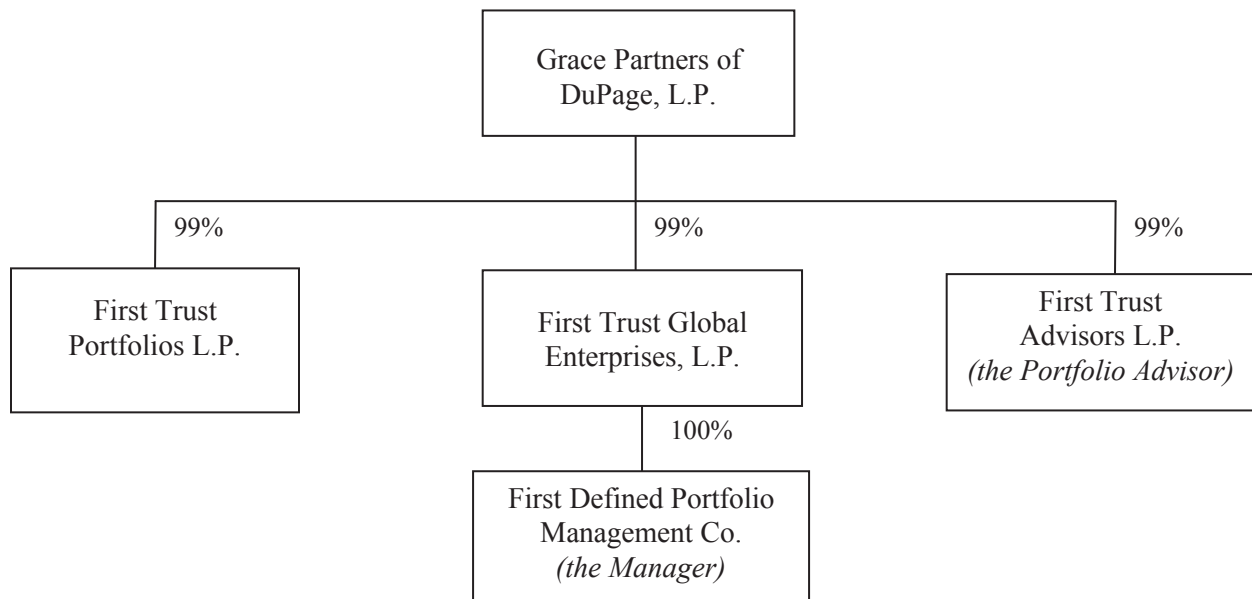 Grace Partners of
DuPage, L.P.
99%
99%
99%
First Trust
Portfolios L.P.
First Trust Global
Enterprises, L.P.
First Trust
Advisors L.P.
(the Portfolio Advisor)
100%
First Defined Portfolio
Management Co.
(the Manager)